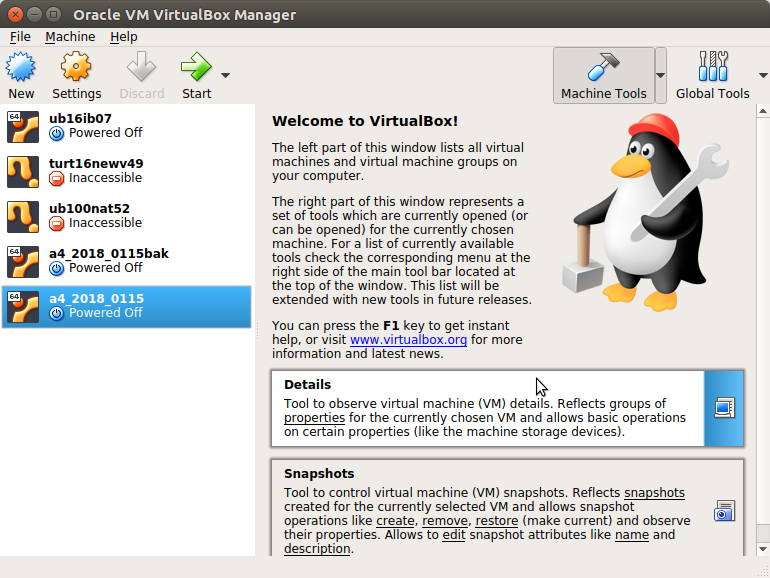 Oracle VM VirtualBox Manager
File Machine Help
New Settings Discard Start Machine Tools Global Tools
64 ub16ib07
Powered Off
turt16newv49
Inaccessible
ub100nat52
Inaccessible
64 a4_2018_0115bak
Powered Off
64 a4_2018_0115
Powered Off
Welcome to VirtualBox!
The left part of this window lists all virtual
machines and virtual machine groups on
your computer.
The right part of this window represents a
set of tools which are currently opened (or
can be opened) for the currently chosen
machine. For a list of currently available
tools check the corresponding menu at the
right side of the main tool bar located at
the top of the window. This list will be
extended with new tools in future releases.
You can press the F1 key to get instant
help, or visit www.virtualbox.org for more
information and latest news.
Details
Tool to observe virtual machine (VM) details. Reflects groups of
properties for the currently chosen VM and allows basic operations
on certain properties (like the machine storage devices).
Snapshots
Tool to control virtual machine (VM) snapshots. Reflects snapshots
created for the currently selected VM and allows snapshot
operations like create, remove, restore (make current) and observe
their properties. Allows to edit snapshot attributes like name and
description.